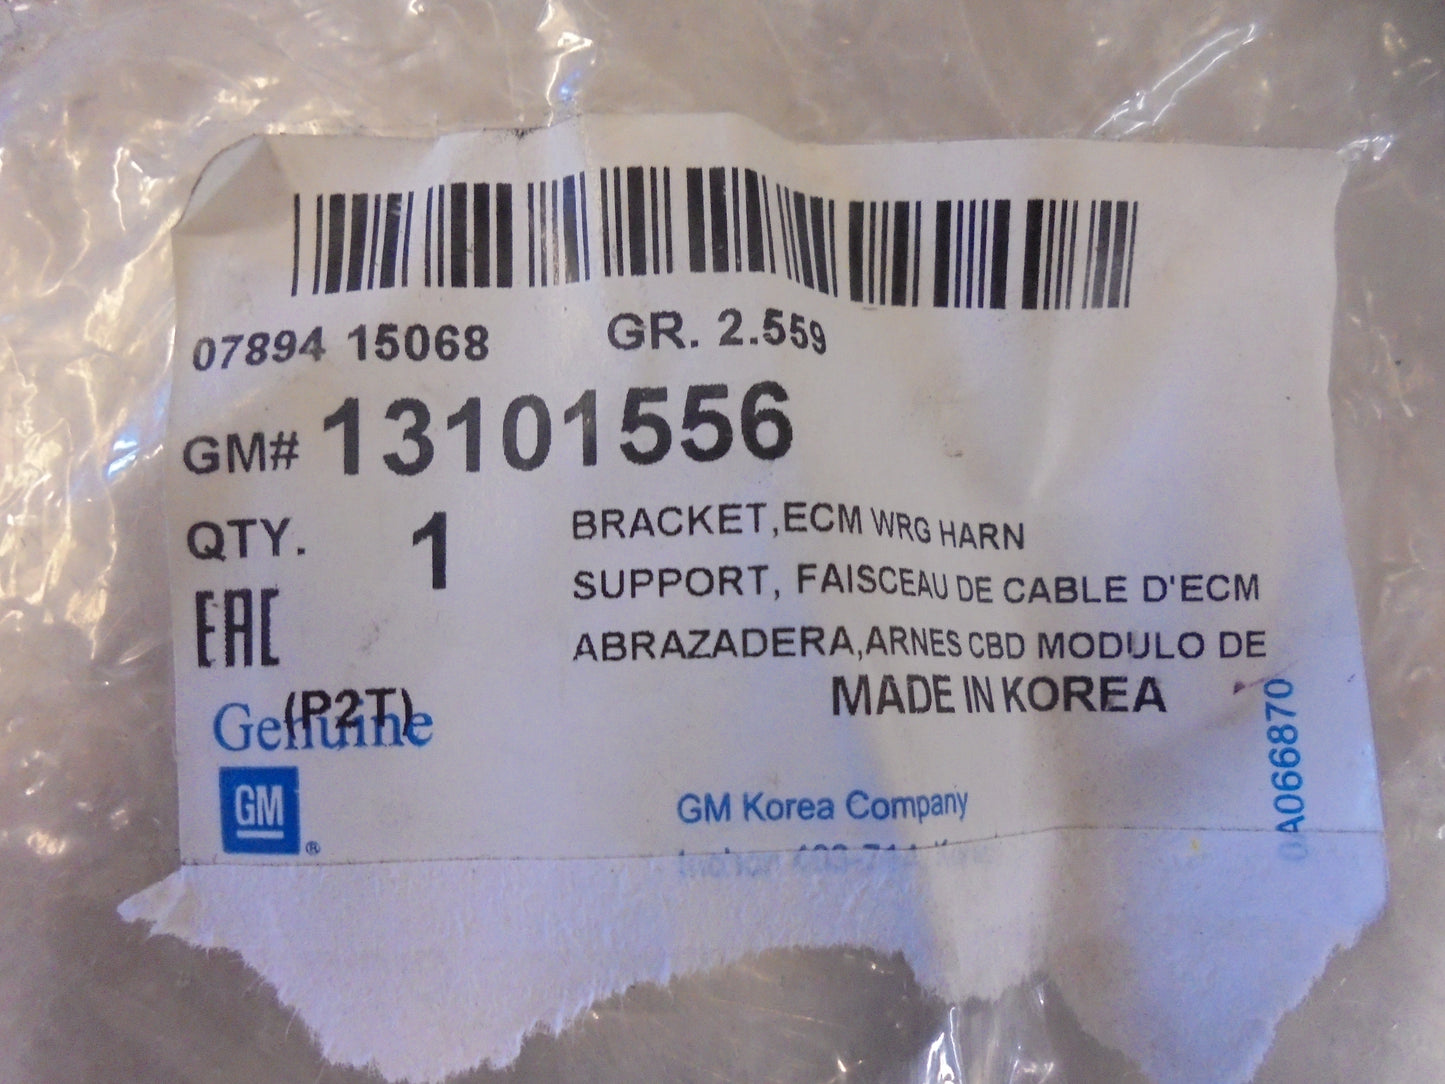 07894 15068 GR. 2.559
GM# 13101556
QTY. 1
BRACKET,ECM WRG HARN
SUPPORT, FAISCEAU DE CABLE D'ECM
ABRAZADERA,ARNES CBD MODULO DE
EAC
MADE IN KOREA
(P2T)
Genuine
GM®
GM Korea Company
0A066870